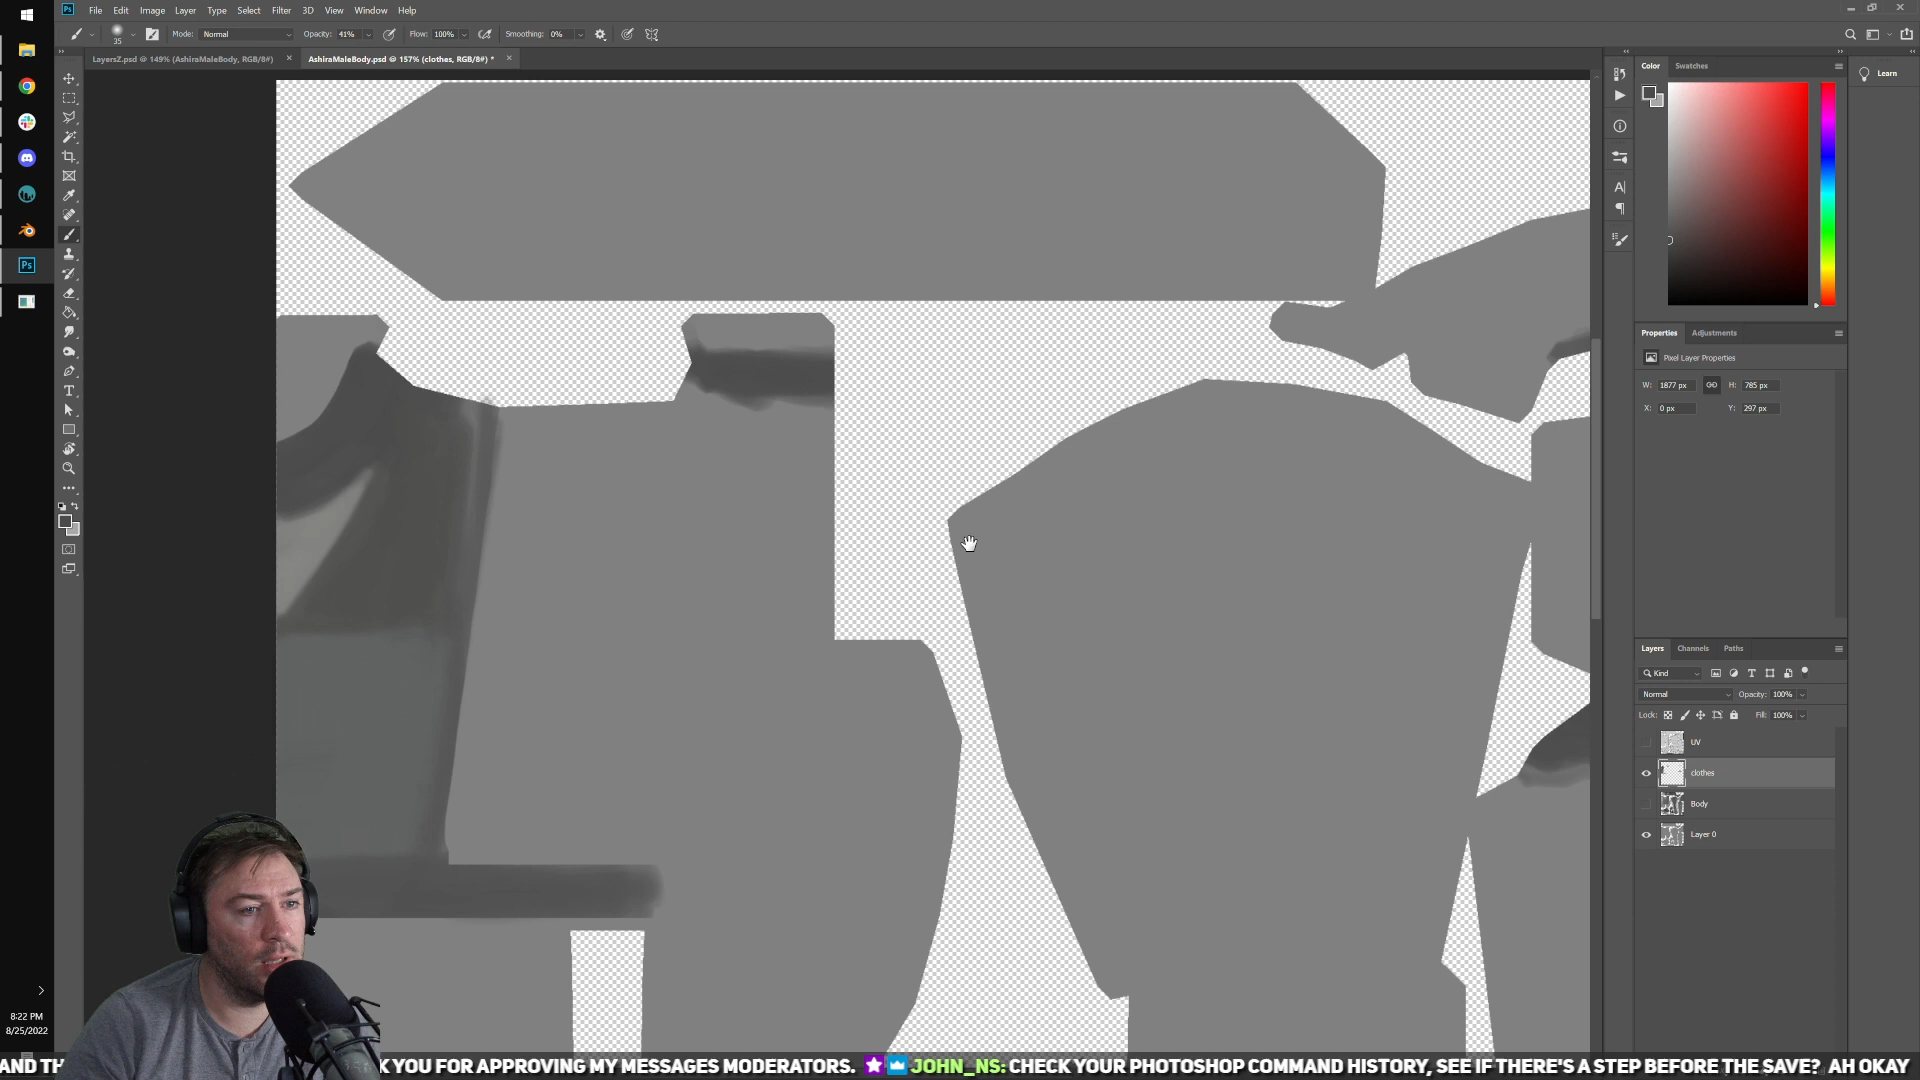 File Edit Image Layer Type Select Filter 3D View Window Help
35 Mode: Normal Opacity: 41% Flow: 100% Smoothing: 0%
LayersZ.psd @ 149% (AshiraMaleBody, RGB/8#) AshiraMaleBody.psd @ 157% (clothes, RGB/8#) *
Color Swatches
Learn
Properties Adjustments
Pixel Layer Properties
W: 1877 px H: 785 px
X: 0 px Y: 297 px
Layers Channels Paths
Kind
Normal Opacity: 100%
Lock: Fill: 100%
UV
clothes
Body
Layer 0
8:22 PM
8/25/2022
AND TH K YOU FOR APPROVING MY MESSAGES MODERATORS. JOHN_NS: CHECK YOUR PHOTOSHOP COMMAND HISTORY, SEE IF THERE'S A STEP BEFORE THE SAVE? AH OKAY